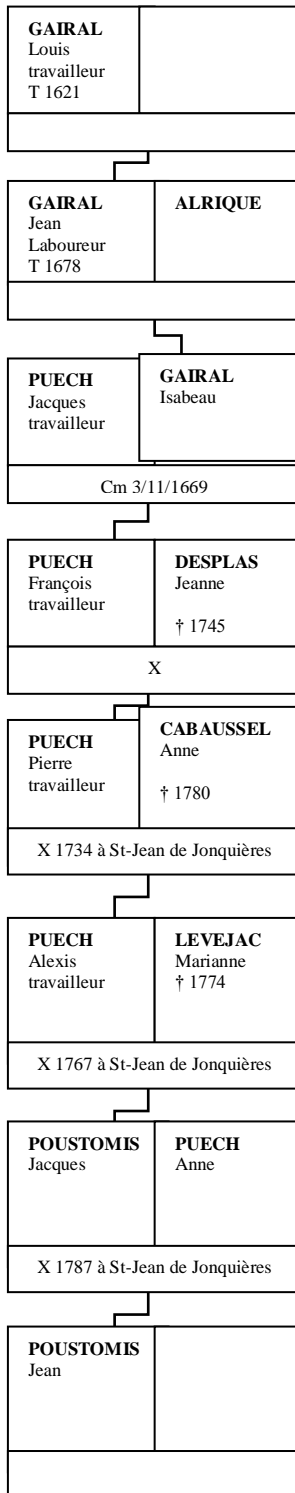 GAIRAL
Louis
travailleur
T 1621
GAIRAL
Jean
Laboureur
T 1678
ALRIQUE
PUECH
Jacques
travailleur
GAIRAL
Isabeau
Cm 3/11/1669
PUECH
François
travailleur
DESPLAS
Jeanne
† 1745
X
PUECH
Pierre
travailleur
CABAUSSEL
Anne
† 1780
X 1734 à St-Jean de Jonquières
PUECH
Alexis
travailleur
LEVEJAC
Marianne
† 1774
X 1767 à St-Jean de Jonquières
POUSTOMIS
Jacques
PUECH
Anne
X 1787 à St-Jean de Jonquières
POUSTOMIS
Jean